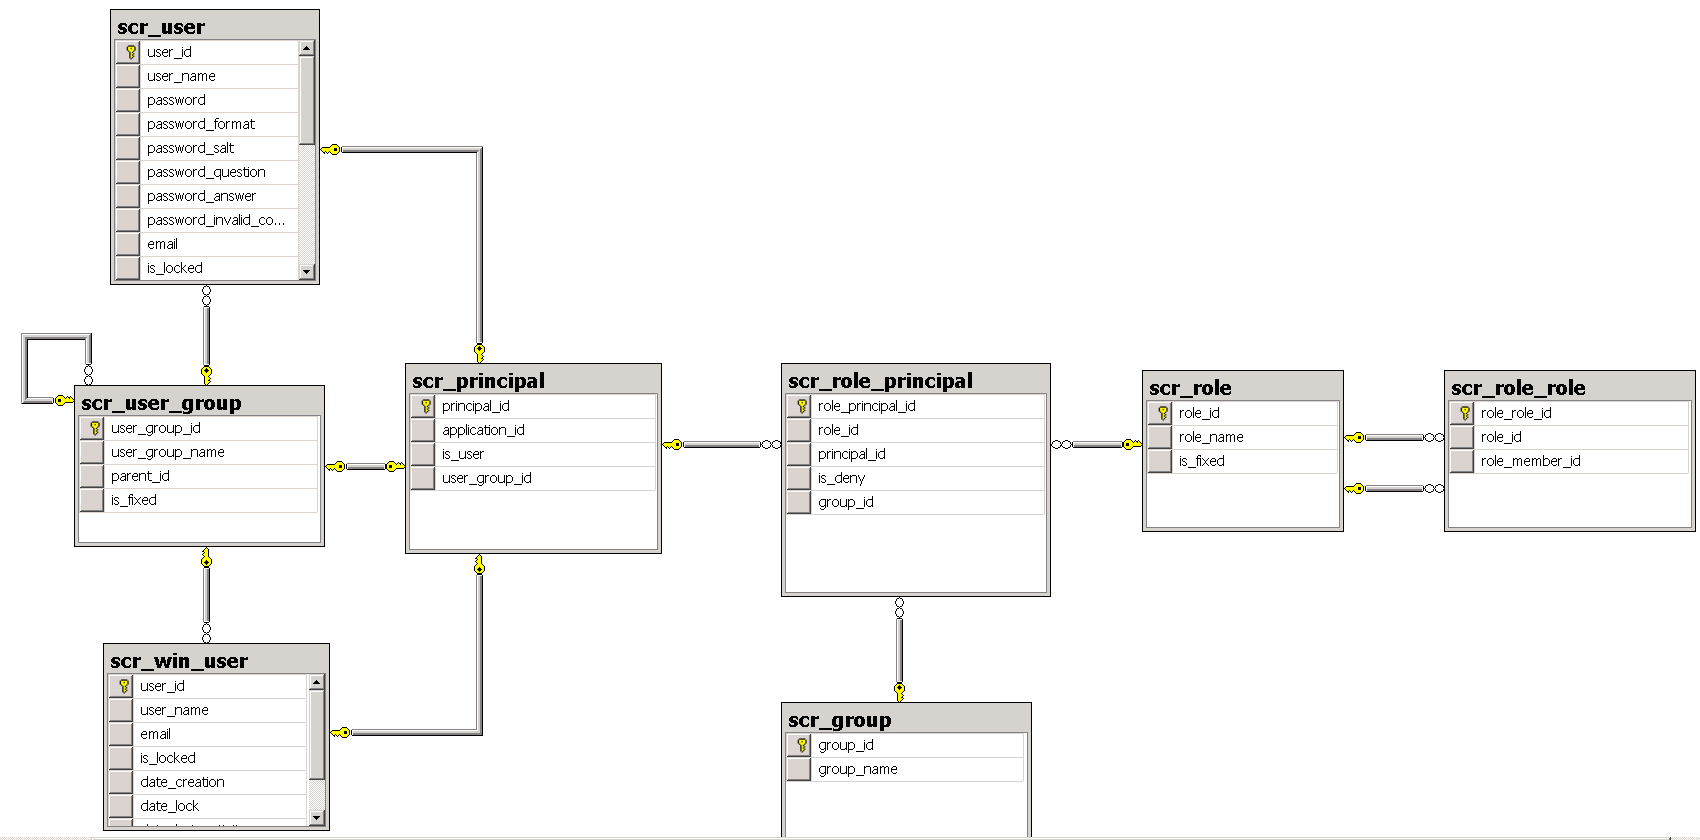 scr_user
user_id
user_name
password
password_format
password_salt
password_question
password_answer
password_invalid_co...
email
is_locked
scr_user_group
user_group_id
user_group_name
parent_id
is_fixed
scr_win_user
user_id
user_name
email
is_locked
date_creation
date_lock
scr_principal
principal_id
application_id
is_user
user_group_id
scr_role_principal
role_principal_id
role_id
principal_id
is_deny
group_id
scr_group
group_id
group_name
scr_role
role_id
role_name
is_fixed
scr_role_role
role_role_id
role_id
role_member_id